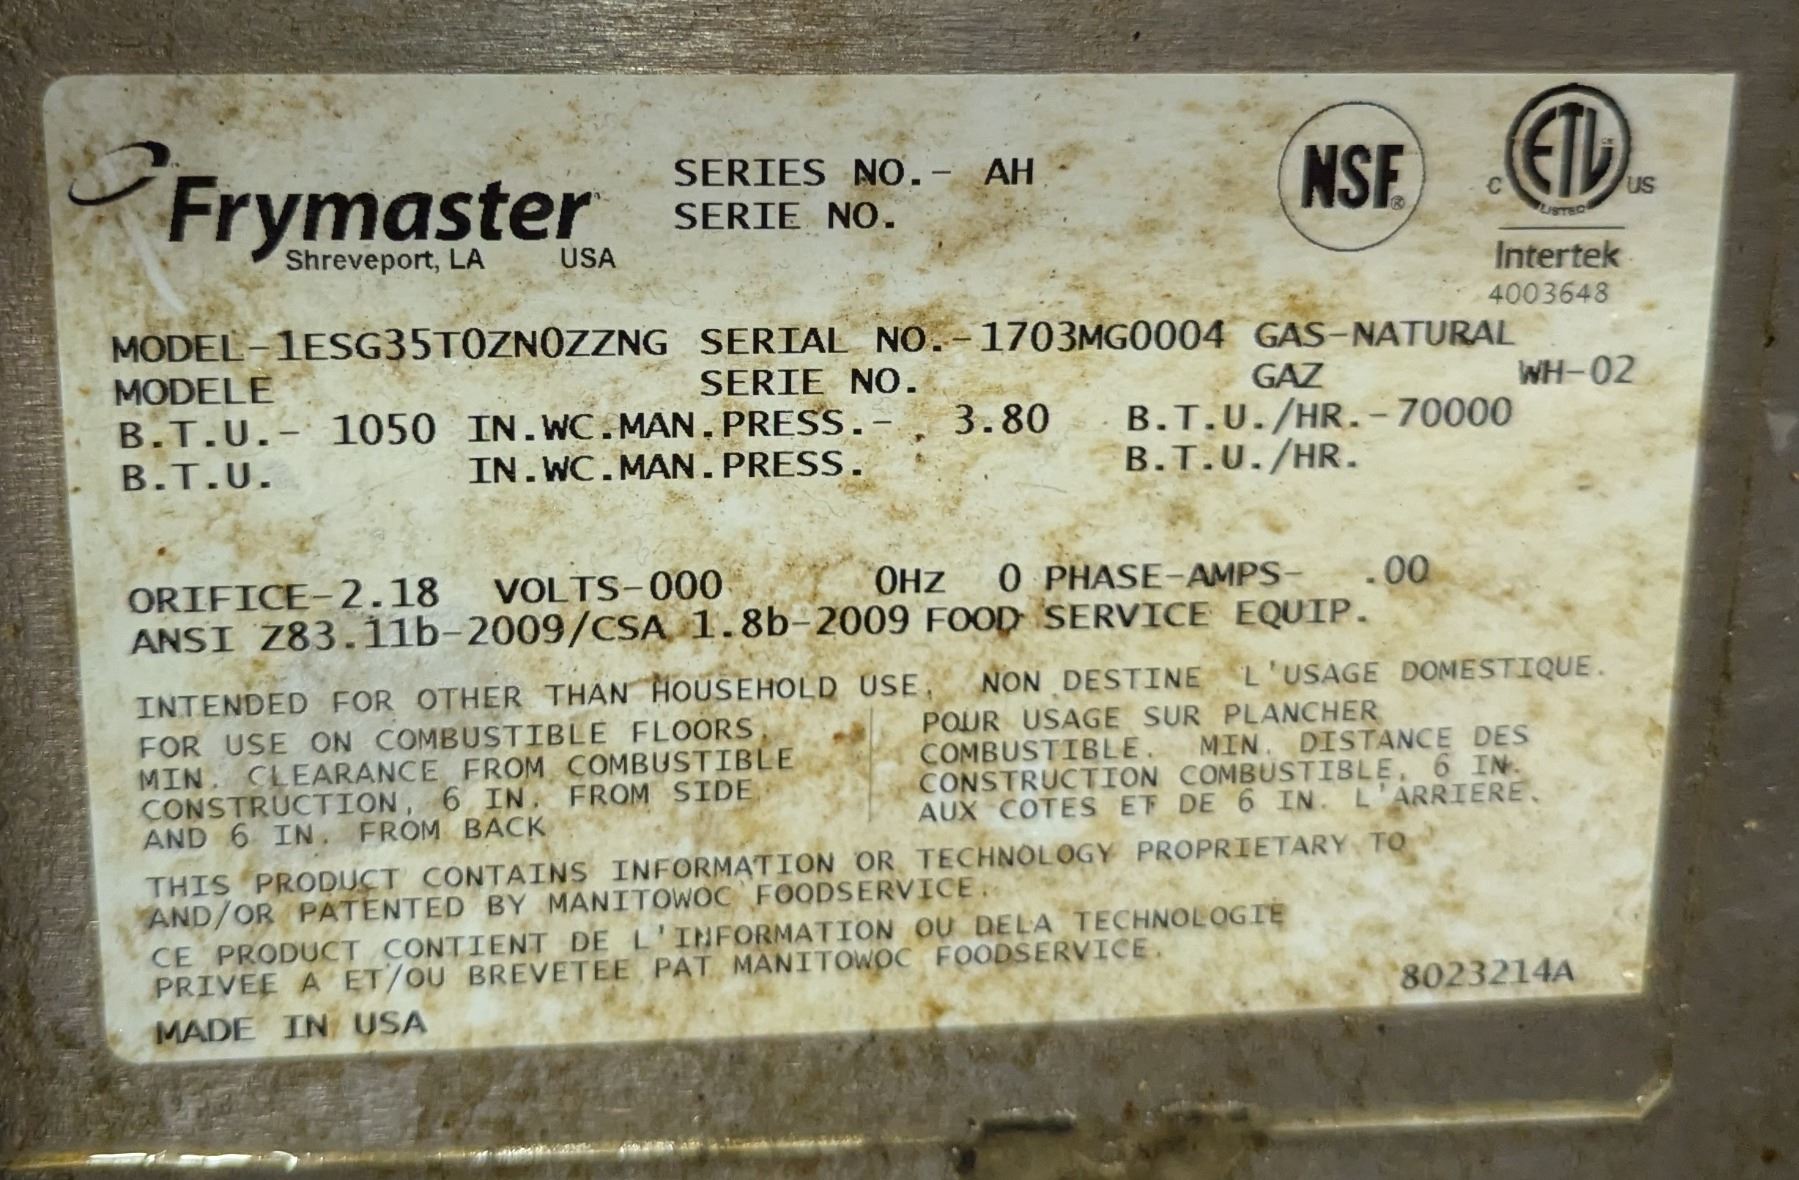 Frymaster
Shreveport, LA USA
SERIES NO.- AH
SERIE NO.
NSF®
C ETL US
LISTED
Intertek
4003648
MODEL-1ESG35T0ZN0ZZNG SERIAL NO.-1703MG0004 GAS-NATURAL
MODELE SERIE NO. GAZ WH-02
B.T.U.- 1050 IN.WC.MAN.PRESS.- 3.80 B.T.U./HR.-70000
B.T.U. IN.WC.MAN.PRESS. B.T.U./HR.
ORIFICE-2.18 VOLTS-000 0HZ 0 PHASE-AMPS- .00
ANSI Z83.11b-2009/CSA 1.8b-2009 FOOD SERVICE EQUIP.
INTENDED FOR OTHER THAN HOUSEHOLD USE. NON DESTINE L'USAGE DOMESTIQUE.
FOR USE ON COMBUSTIBLE FLOORS.
MIN. CLEARANCE FROM COMBUSTIBLE
CONSTRUCTION, 6 IN. FROM SIDE
AND 6 IN. FROM BACK
POUR USAGE SUR PLANCHER
COMBUSTIBLE. MIN. DISTANCE DES
CONSTRUCTION COMBUSTIBLE, 6 IN.
AUX COTES ET DE 6 IN. L'ARRIERE.
THIS PRODUCT CONTAINS INFORMATION OR TECHNOLOGY PROPRIETARY TO
AND/OR PATENTED BY MANITOWOC FOODSERVICE.
CE PRODUCT CONTIENT DE L'INFORMATION OU DELA TECHNOLOGIE
PRIVEE A ET/OU BREVETEE PAT MANITOWOC FOODSERVICE.
8023214A
MADE IN USA